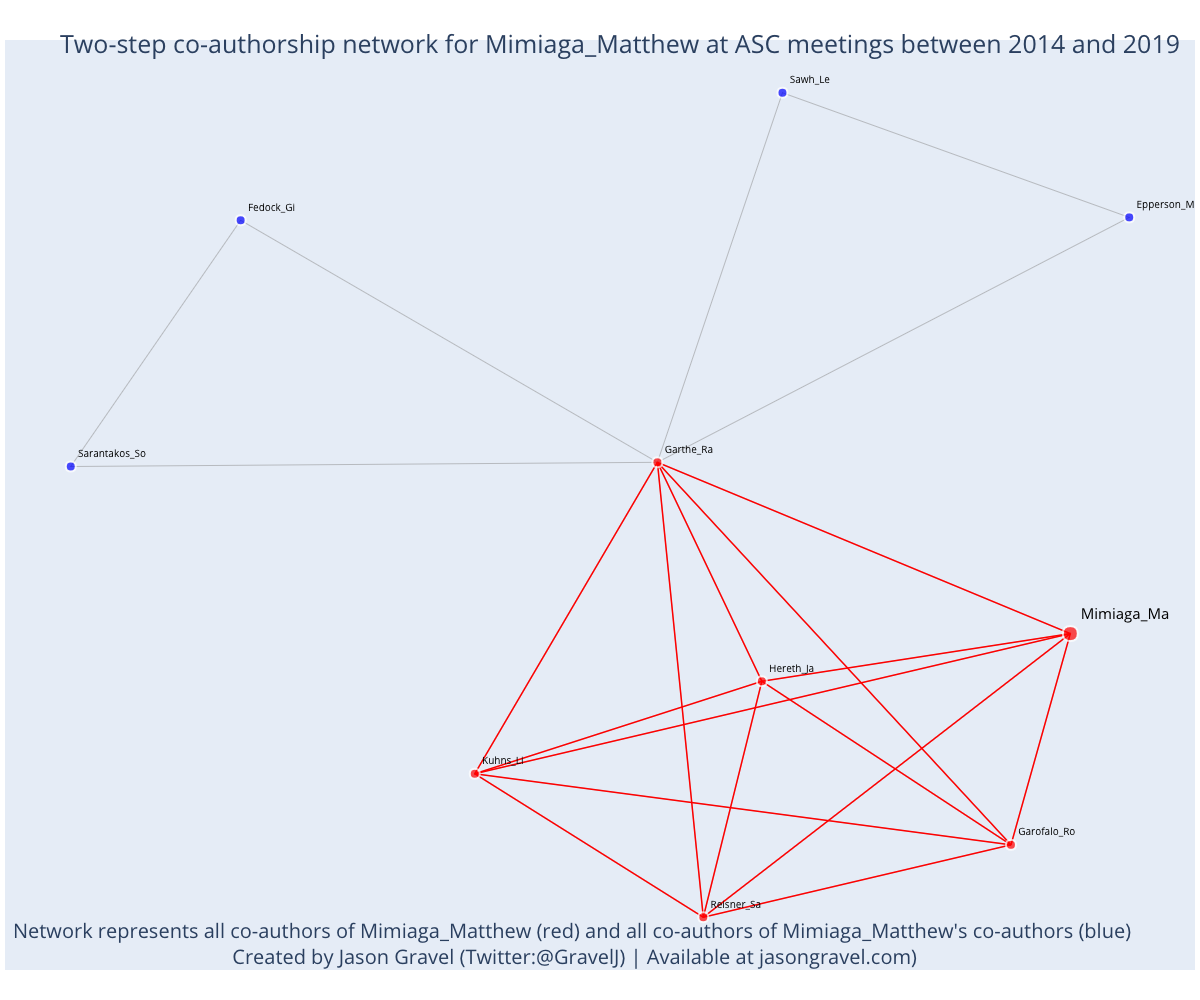 Two-step co-authorship network for Mimiaga_Matthew at ASC meetings between 2014 and 2019
Sawh_Le
Epperson_M
Fedock_Gi
Sarantakos_So
Garthe_Ra
Mimiaga_Ma
Hereth_Ja
Kuhns_Li
Garofalo_Ro
Reisner_Sa
Network represents all co-authors of Mimiaga_Matthew (red) and all co-authors of Mimiaga_Matthew's co-authors (blue)
Created by Jason Gravel (Twitter:@GravelJ) | Available at jasongravel.com)